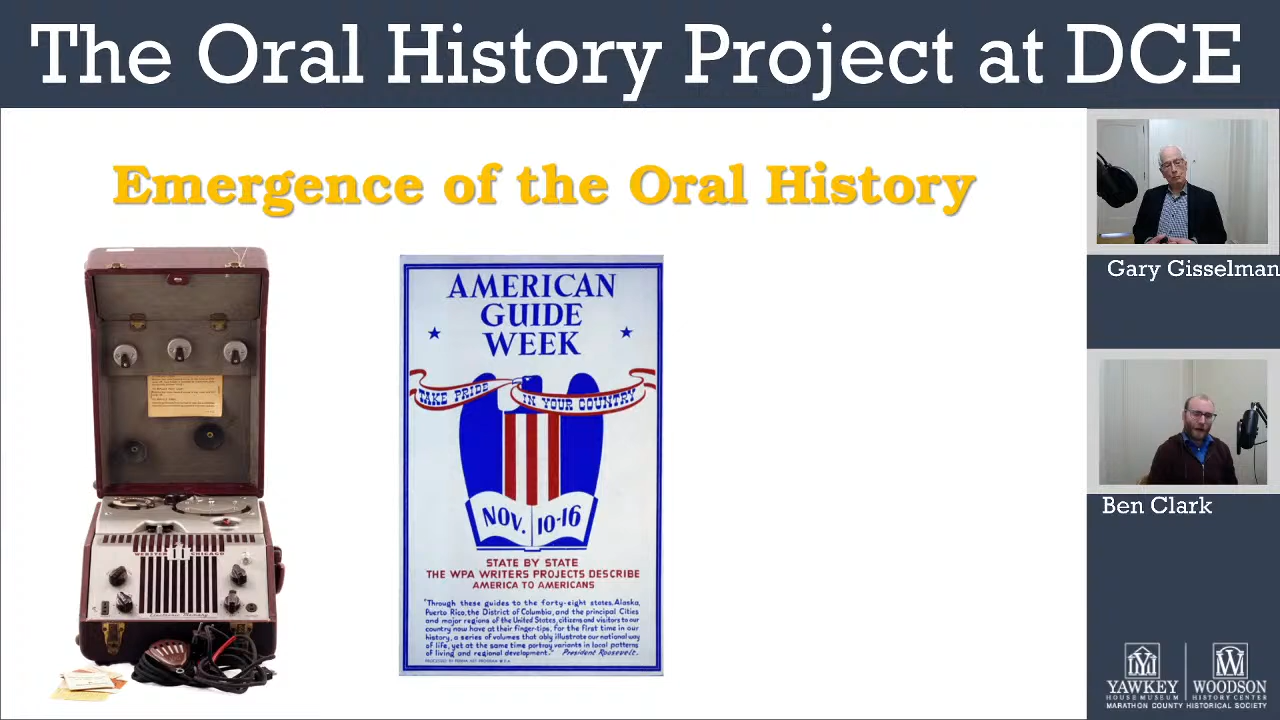 The Oral History Project at DCE
Emergence of the Oral History
WEBSTER CHICAGO
AMERICAN
GUIDE
WEEK
TAKE PRIDE IN YOUR COUNTRY
NOV. 10-16
STATE BY STATE
THE WPA WRITERS PROJECTS DESCRIBE
AMERICA TO AMERICANS
"Through these guides to the forty-eight states, Alaska,
Puerto Rico, the District of Columbia, and the principal Cities
and major regions of the United States, citizens and visitors to our
country now have at their finger-tips, for the first time in our
history, a series of volumes that ably illustrate our national way
of life, yet at the same time portray variants in local patterns
of living and regional development." President Roosevelt.
Gary Gisselman
Ben Clark
YAWKEY
HOUSE MUSEUM
WOODSON
HISTORY CENTER
MARATHON COUNTY HISTORICAL SOCIETY